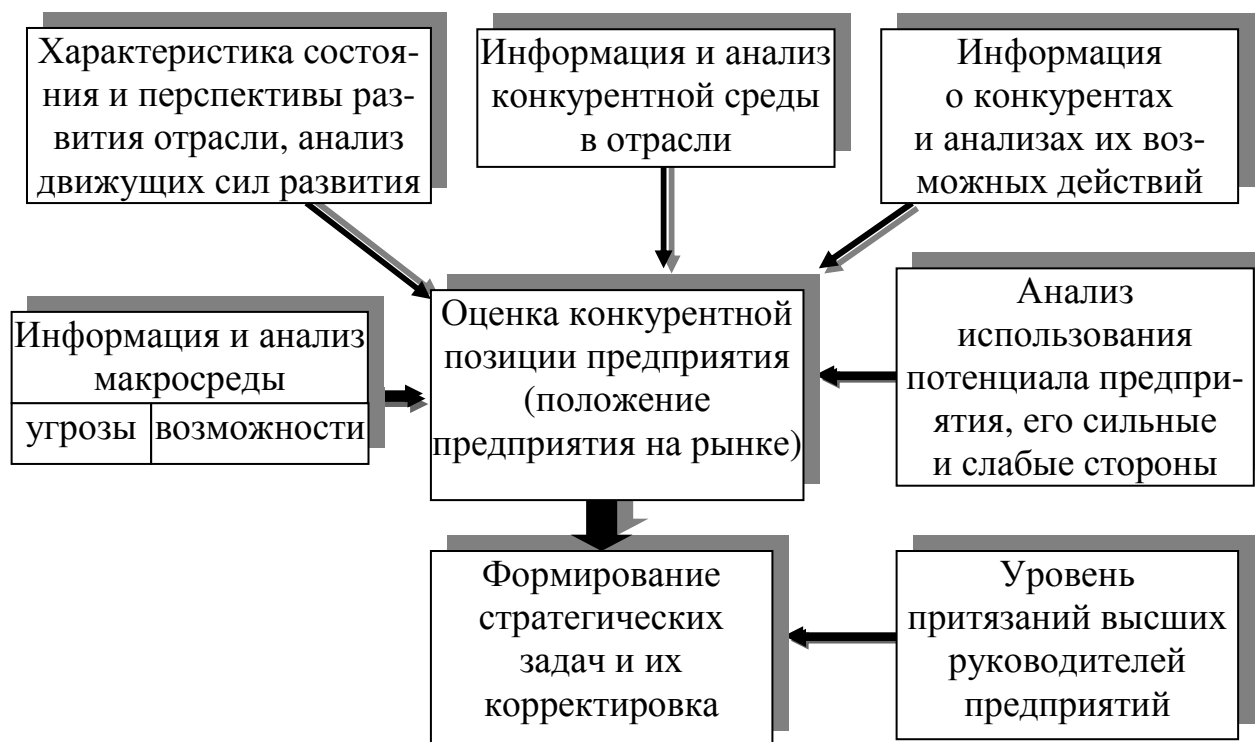 Характеристика состоя-
ния и перспективы раз-
вития отрасли, анализ
движущих сил развития
Информация и анализ
конкурентной среды
в отрасли
Информация
о конкурентах
и анализах их воз-
можных действий
Информация и анализ
макросреды
угрозы
возможности
Оценка конкурентной
позиции предприятия
(положение
предприятия на рынке)
Анализ
использования
потенциала предпри-
ятия, его сильные
и слабые стороны
Формирование
стратегических
задач и их
корректировка
Уровень
притязаний высших
руководителей
предприятий